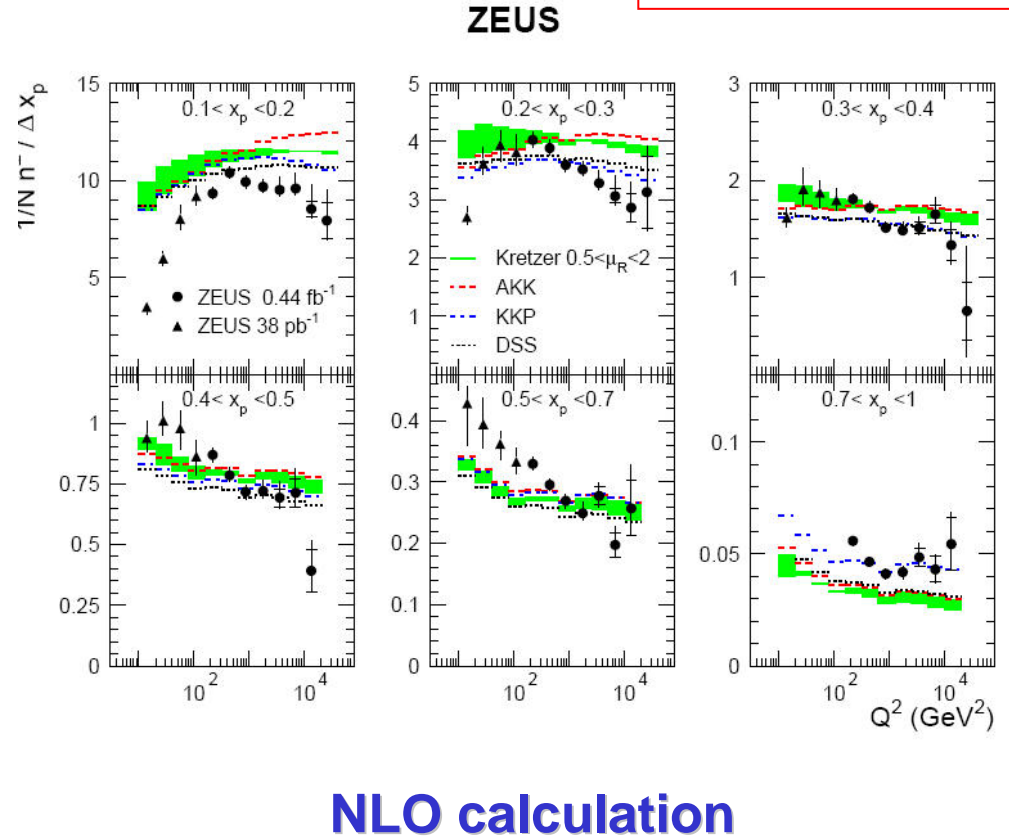 ZEUS
1/N n⁻ / Δ x_p
15
10
5
0.1< x_p <0.2
ZEUS 0.44 fb⁻¹
ZEUS 38 pb⁻¹
5
4
3
2
1
0.2< x_p <0.3
Kretzer 0.5<μ_R<2
AKK
KKP
DSS
3
2
1
0.3< x_p <0.4
1
0.75
0.5
0.25
0
0.4< x_p <0.5
10² 10⁴
0.4
0.3
0.2
0.1
0
0.5< x_p <0.7
10² 10⁴
0.1
0.05
0
0.7< x_p <1
10² 10⁴
Q² (GeV²)
NLO calculation